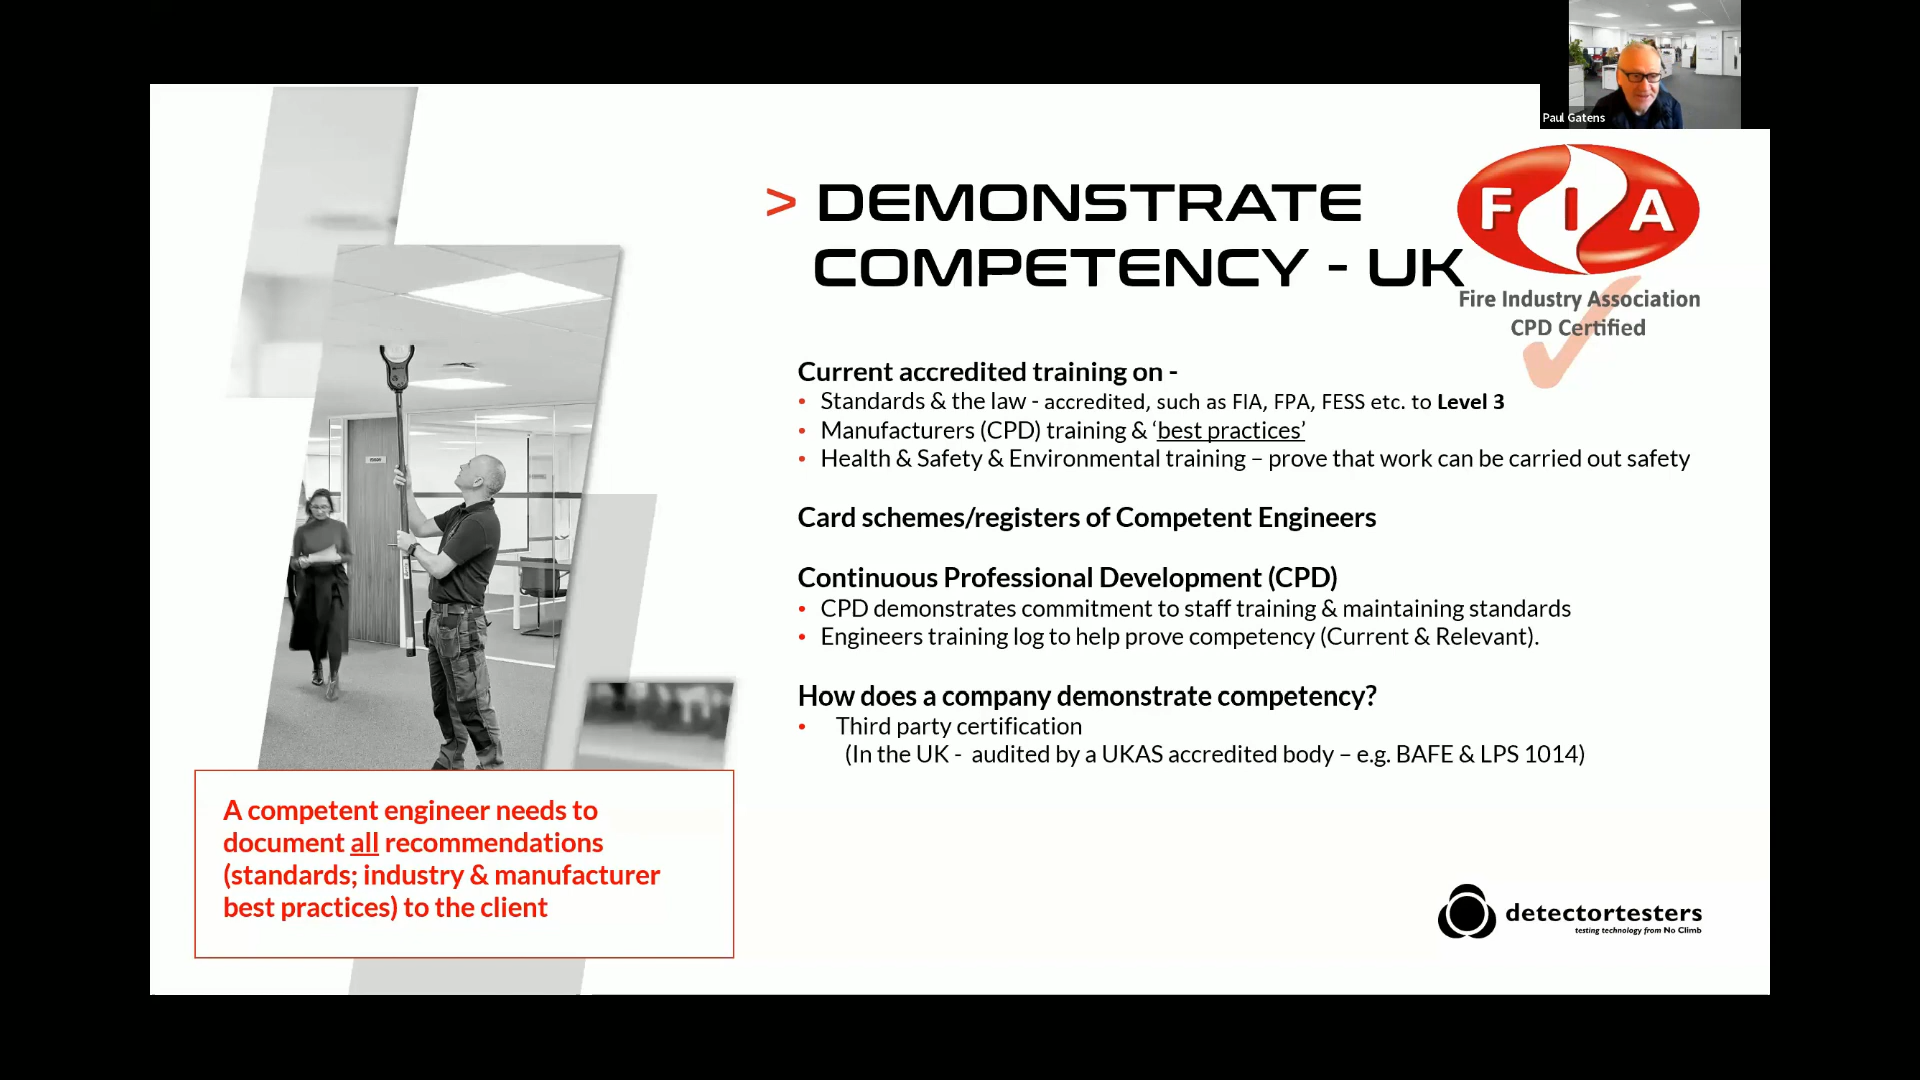 Paul Gatens
> DEMONSTRATE
COMPETENCY - UK
FIA
Fire Industry Association
CPD Certified
Current accredited training on -
• Standards & the law - accredited, such as FIA, FPA, FESS etc. to Level 3
• Manufacturers (CPD) training & ‘best practices’
• Health & Safety & Environmental training – prove that work can be carried out safety
Card schemes/registers of Competent Engineers
Continuous Professional Development (CPD)
• CPD demonstrates commitment to staff training & maintaining standards
• Engineers training log to help prove competency (Current & Relevant).
How does a company demonstrate competency?
• Third party certification
(In the UK - audited by a UKAS accredited body – e.g. BAFE & LPS 1014)
A competent engineer needs to
document all recommendations
(standards; industry & manufacturer
best practices) to the client
detectortesters
testing technology from No Climb